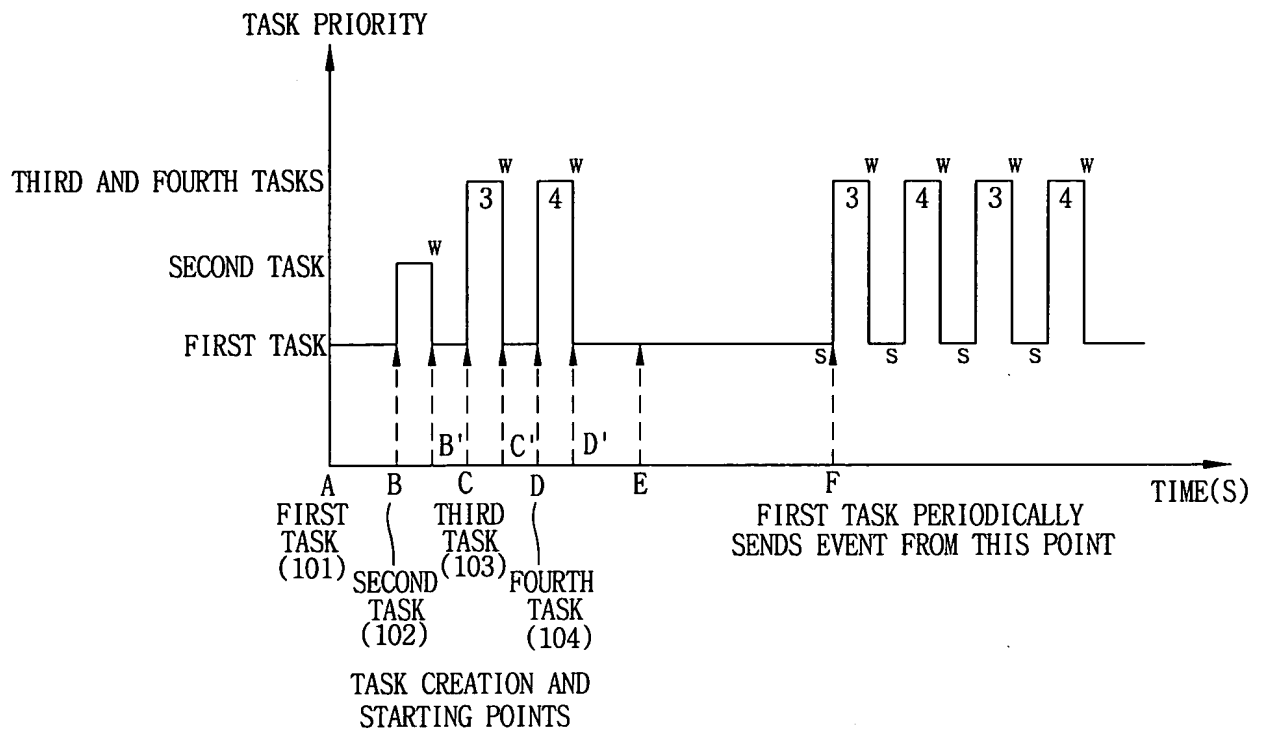 TASK PRIORITY
THIRD AND FOURTH TASKS
SECOND TASK
FIRST TASK
W
3
W
4
W
3
W
4
W
3
W
4
W
S
S
S
S
B'
C'
D'
A
B
C
D
E
F
TIME(S)
FIRST
TASK
(101)
SECOND
TASK
(102)
THIRD
TASK
(103)
FOURTH
TASK
(104)
FIRST TASK PERIODICALLY
SENDS EVENT FROM THIS POINT
TASK CREATION AND
STARTING POINTS